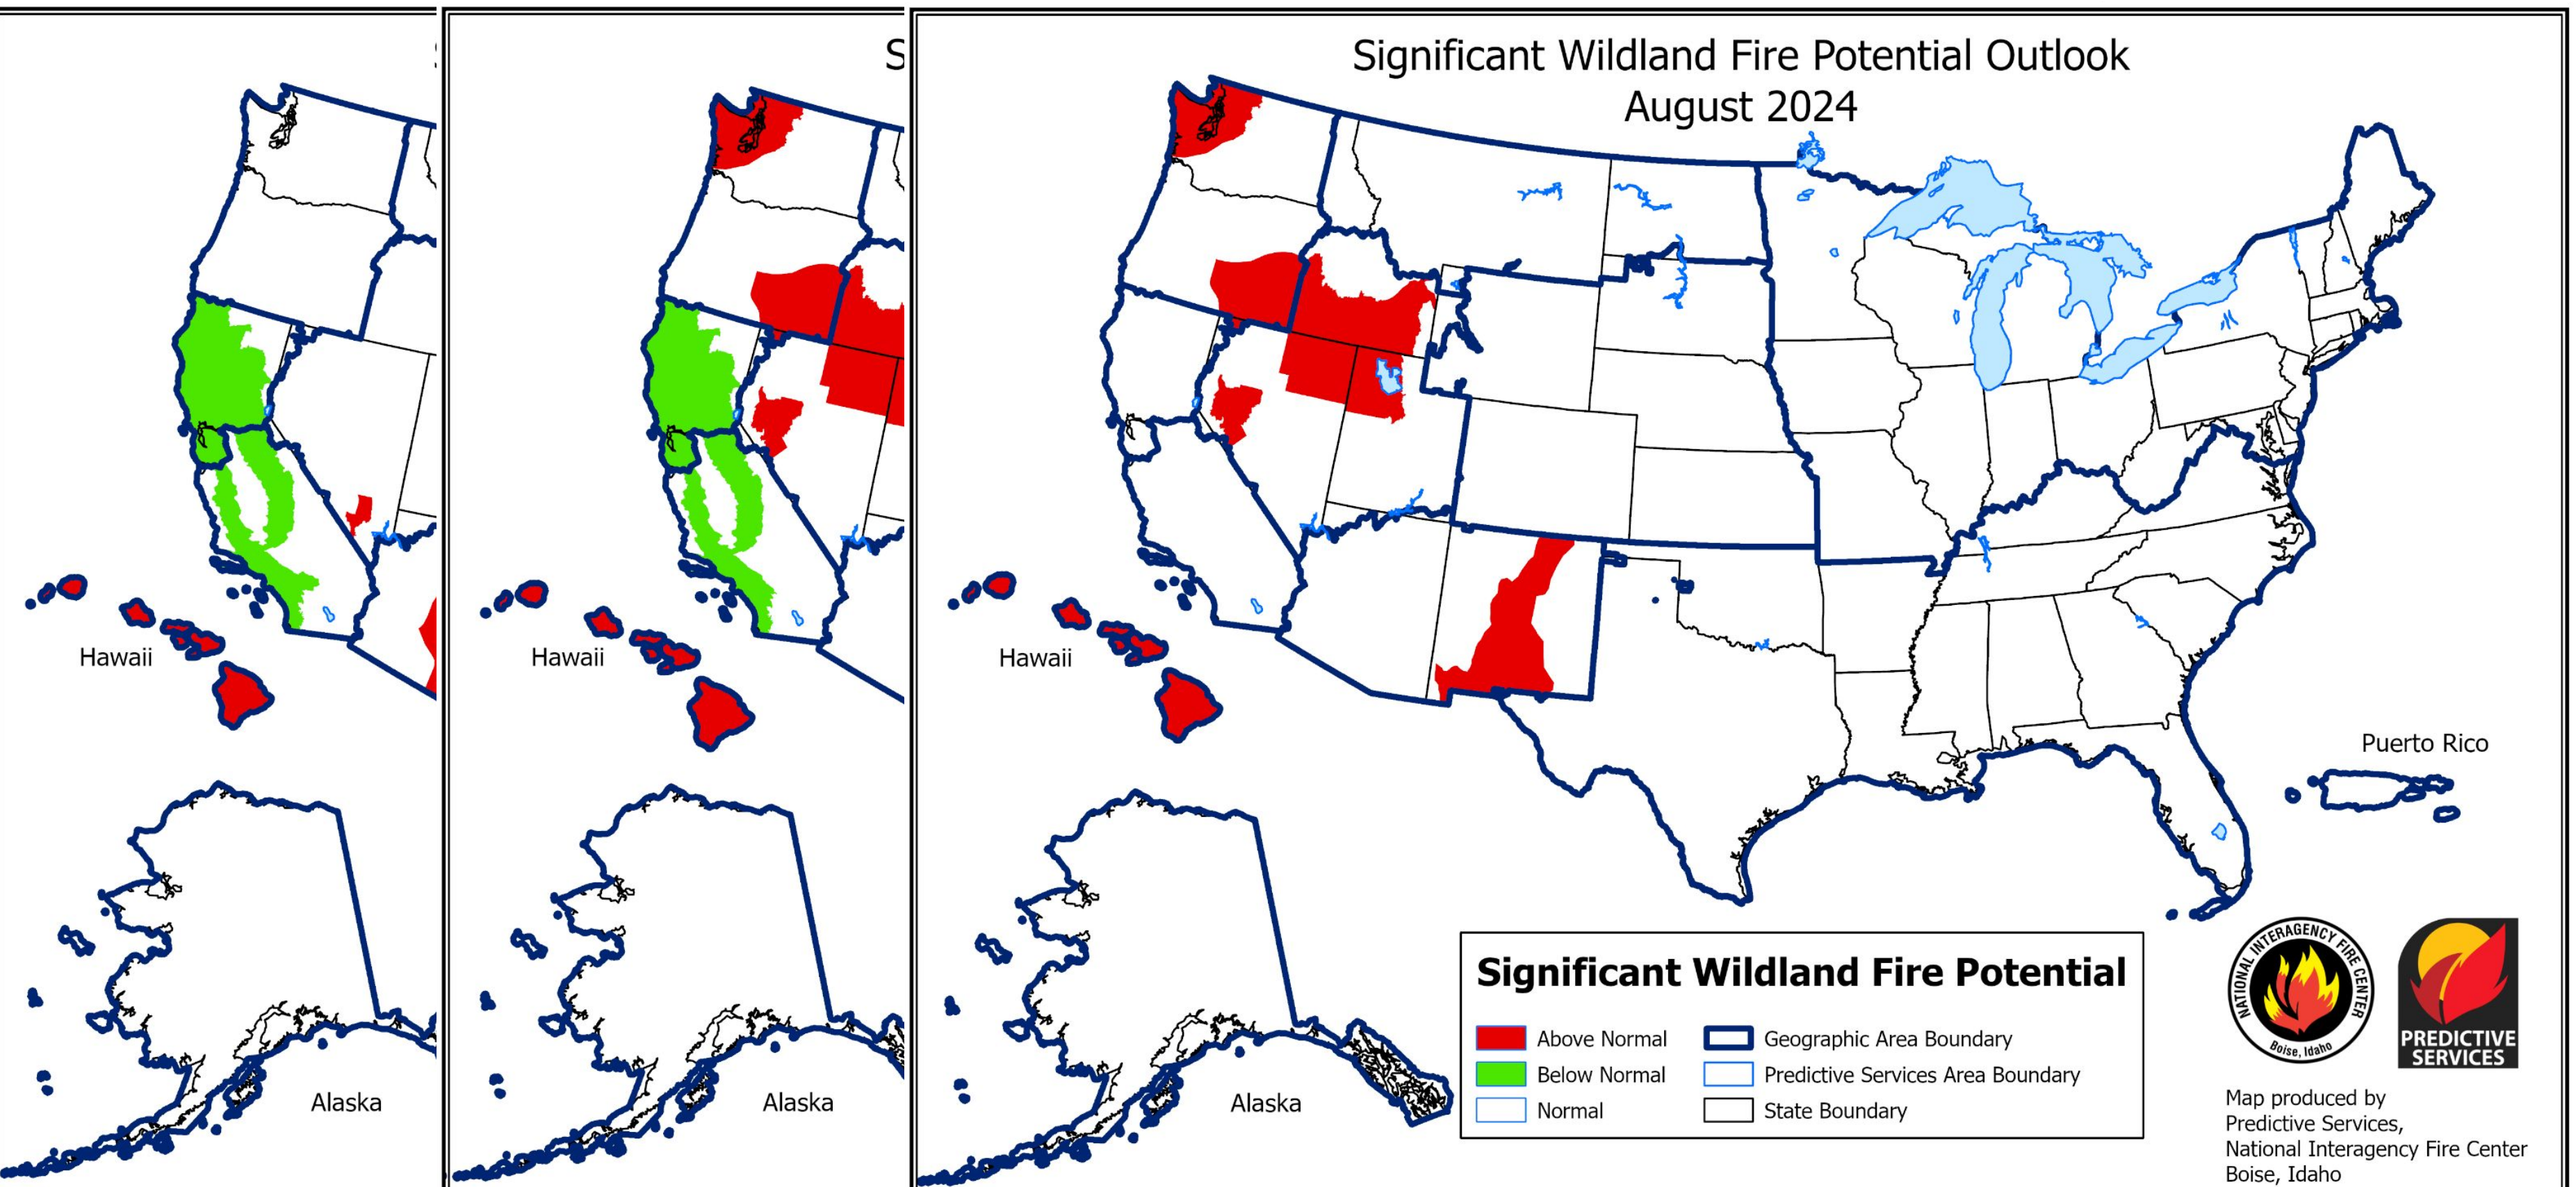 S
Significant Wildland Fire Potential Outlook
August 2024
Hawaii
Hawaii
Hawaii
Puerto Rico
Alaska
Alaska
Alaska
Significant Wildland Fire Potential
Above Normal
Below Normal
Normal
Geographic Area Boundary
Predictive Services Area Boundary
State Boundary
NATIONAL INTERAGENCY FIRE CENTER
Boise, Idaho
PREDICTIVE
SERVICES
Map produced by
Predictive Services,
National Interagency Fire Center
Boise, Idaho